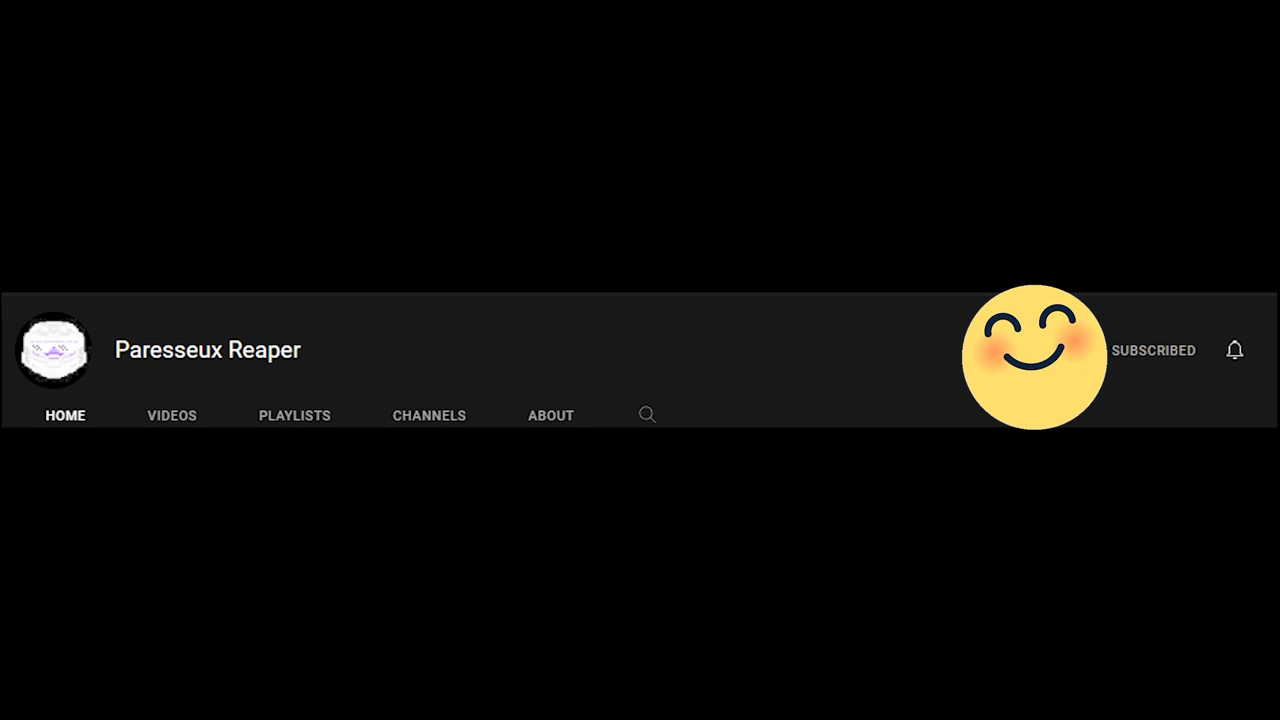 Paresseux Reaper
SUBSCRIBED
HOME VIDEOS PLAYLISTS CHANNELS ABOUT